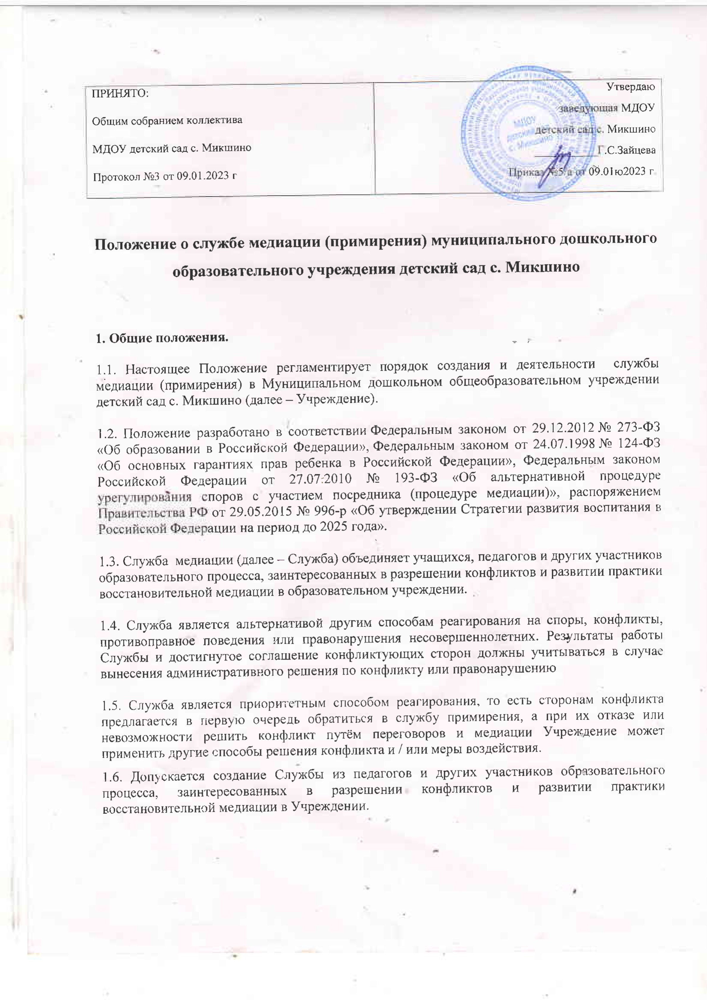 ПРИНЯТО:
Общим собранием коллектива
МДОУ детский сад с. Микшино
Протокол №3 от 09.01.2023 г
Утвердаю
заведующая МДОУ
детский сад с. Микшино
Г.С.Зайцева
Приказ №5/а от 09.01ю2023 г.
МДОУ
детский сад
с. Микшино
Положение о службе медиации (примирения) муниципального дошкольного
образовательного учреждения детский сад с. Микшино
1. Общие положения.
1.1. Настоящее Положение регламентирует порядок создания и деятельности службы
медиации (примирения) в Муниципальном дошкольном общеобразовательном учреждении
детский сад с. Микшино (далее – Учреждение).
1.2. Положение разработано в соответствии Федеральным законом от 29.12.2012 № 273-ФЗ
«Об образовании в Российской Федерации», Федеральным законом от 24.07.1998 № 124-ФЗ
«Об основных гарантиях прав ребенка в Российской Федерации», Федеральным законом
Российской Федерации от 27.07.2010 № 193-ФЗ «Об альтернативной процедуре
урегулирования споров с участием посредника (процедуре медиации)», распоряжением
Правительства РФ от 29.05.2015 № 996-р «Об утверждении Стратегии развития воспитания в
Российской Федерации на период до 2025 года».
1.3. Служба медиации (далее – Служба) объединяет учащихся, педагогов и других участников
образовательного процесса, заинтересованных в разрешении конфликтов и развитии практики
восстановительной медиации в образовательном учреждении.
1.4. Служба является альтернативой другим способам реагирования на споры, конфликты,
противоправное поведения или правонарушения несовершеннолетних. Результаты работы
Службы и достигнутое соглашение конфликтующих сторон должны учитываться в случае
вынесения административного решения по конфликту или правонарушению
1.5. Служба является приоритетным способом реагирования, то есть сторонам конфликта
предлагается в первую очередь обратиться в службу примирения, а при их отказе или
невозможности решить конфликт путём переговоров и медиации Учреждение может
применить другие способы решения конфликта и / или меры воздействия.
1.6. Допускается создание Службы из педагогов и других участников образовательного
процесса, заинтересованных в разрешении конфликтов и развитии практики
восстановительной медиации в Учреждении.